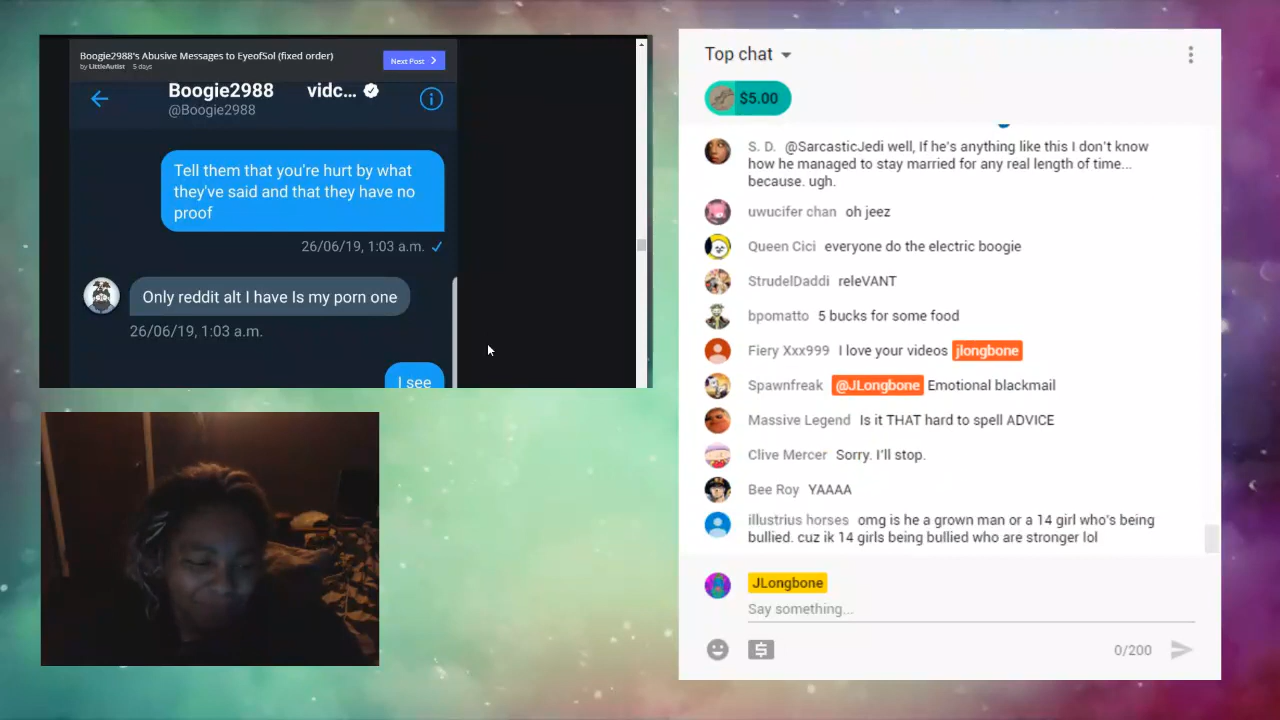 Boogie2988's Abusive Messages to EyeofSol (fixed order)
by LittleAutist 5 days
Next Post
Boogie2988 vidc...
@Boogie2988
Tell them that you're hurt by what
they've said and that they have no
proof
26/06/19, 1:03 a.m.
Only reddit alt I have Is my porn one
26/06/19, 1:03 a.m.
I see
Top chat
$5.00
S. D. @SarcasticJedi well, If he's anything like this I don't know
how he managed to stay married for any real length of time...
because. ugh.
uwucifer chan oh jeez
Queen Cici everyone do the electric boogie
StrudelDaddi releVANT
bpomatto 5 bucks for some food
Fiery Xxx999 I love your videos jlongbone
Spawnfreak @JLongbone Emotional blackmail
Massive Legend Is it THAT hard to spell ADVICE
Clive Mercer Sorry. I'll stop.
Bee Roy YAAAA
illustrius horses omg is he a grown man or a 14 girl who's being
bullied. cuz ik 14 girls being bullied who are stronger lol
JLongbone
Say something...
0/200